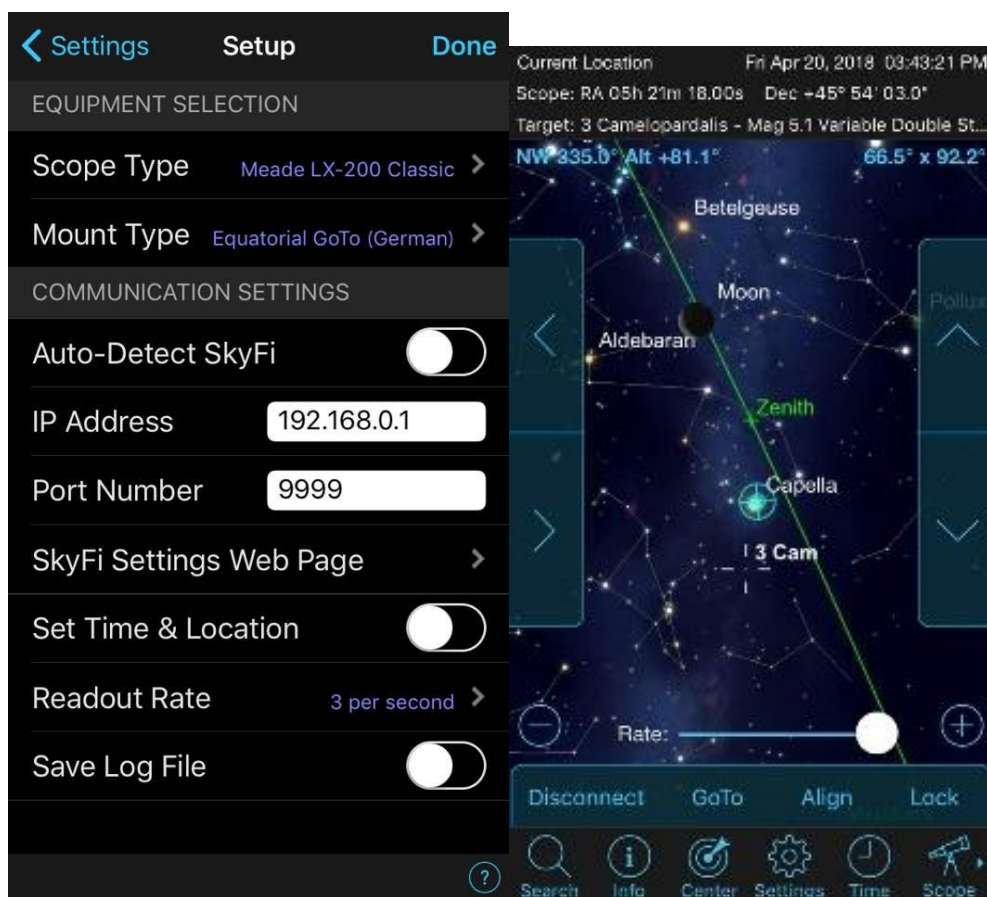 Settings Setup Done
EQUIPMENT SELECTION
Scope Type Meade LX-200 Classic
Mount Type Equatorial GoTo (German)
COMMUNICATION SETTINGS
Auto-Detect SkyFi
IP Address 192.168.0.1
Port Number 9999
SkyFi Settings Web Page
Set Time & Location
Readout Rate 3 per second
Save Log File
?
Current Location Fri Apr 20, 2018 03:43:21 PM
Scope: RA 05h 21m 18.00s Dec +45° 54' 03.0"
Target: 3 Camelopardalis - Mag 5.1 Variable Double St...
NW 335.0° Alt +81.1° 66.5° x 92.2°
Betelgeuse
Moon
Pollux
Aldebaran
Zenith
Capella
3 Cam
Rate:
Disconnect GoTo Align Lock
Search Info Center Settings Time Scope